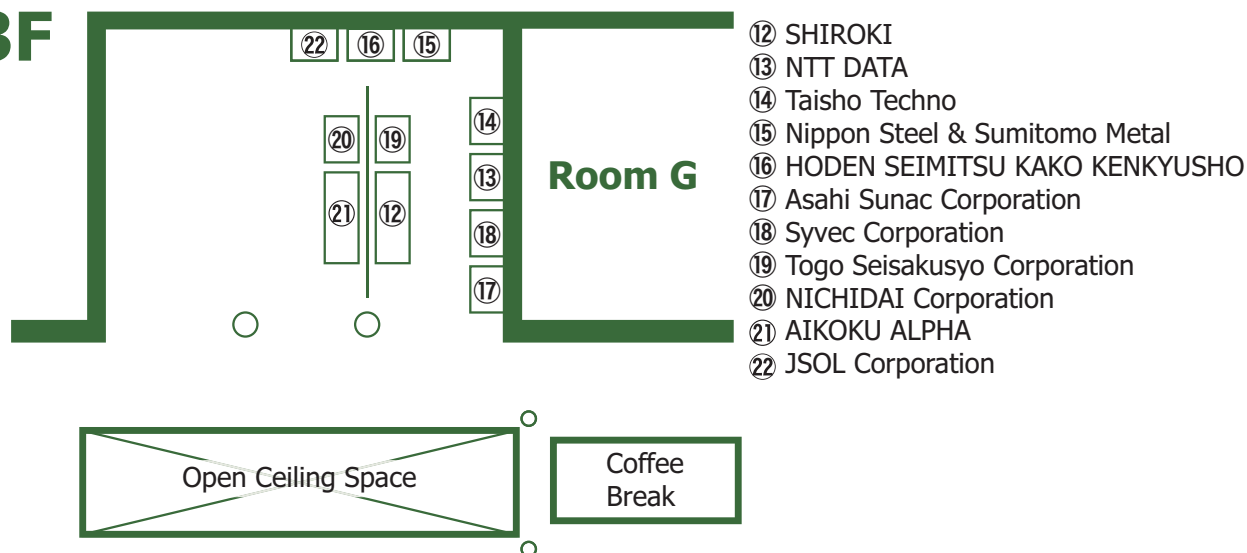 3F
㉒ ⑯ ⑮
⑭
⑳ ⑲
⑬
㉑ ⑫
⑱
⑰
Room G
⑫ SHIROKI
⑬ NTT DATA
⑭ Taisho Techno
⑮ Nippon Steel & Sumitomo Metal
⑯ HODEN SEIMITSU KAKO KENKYUSHO
⑰ Asahi Sunac Corporation
⑱ Syvec Corporation
⑲ Togo Seisakusyo Corporation
⑳ NICHIDAI Corporation
㉑ AIKOKU ALPHA
㉒ JSOL Corporation
Open Ceiling Space
Coffee
Break